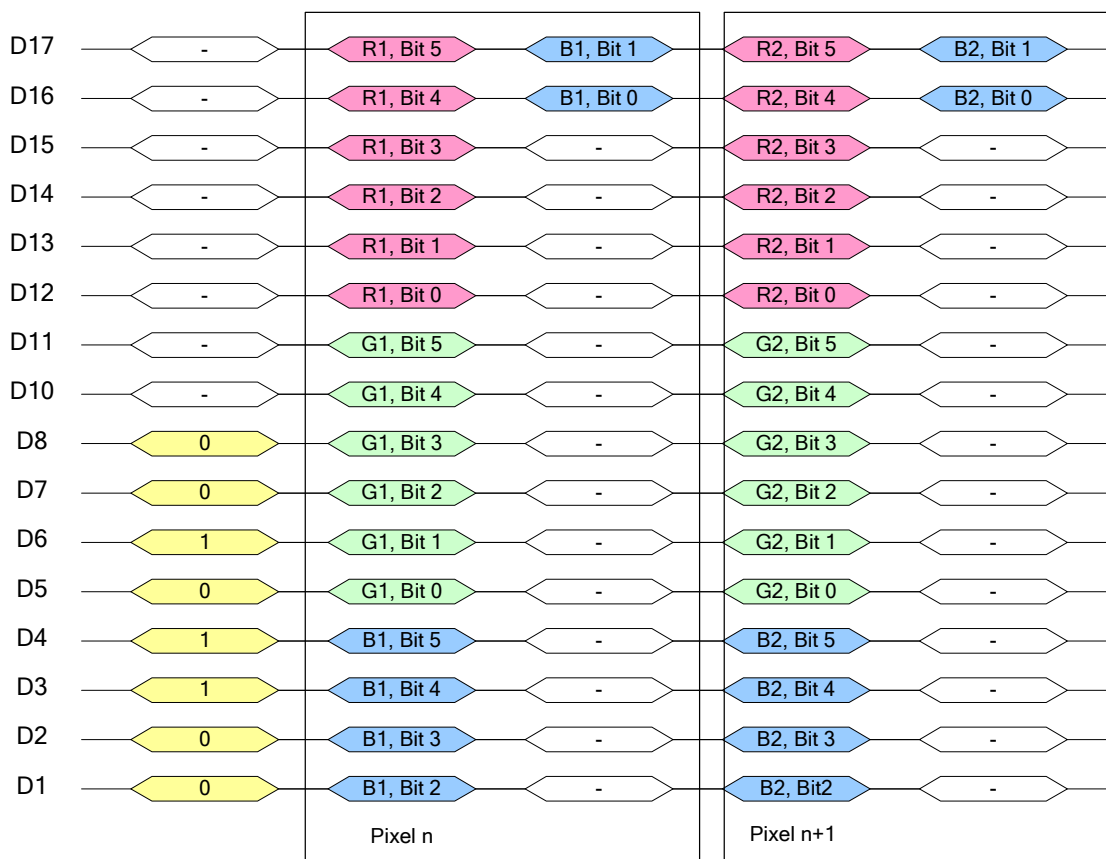 D17 - R1, Bit 5 B1, Bit 1 R2, Bit 5 B2, Bit 1
D16 - R1, Bit 4 B1, Bit 0 R2, Bit 4 B2, Bit 0
D15 - R1, Bit 3 - R2, Bit 3 -
D14 - R1, Bit 2 - R2, Bit 2 -
D13 - R1, Bit 1 - R2, Bit 1 -
D12 - R1, Bit 0 - R2, Bit 0 -
D11 - G1, Bit 5 - G2, Bit 5 -
D10 - G1, Bit 4 - G2, Bit 4 -
D8 0 G1, Bit 3 - G2, Bit 3 -
D7 0 G1, Bit 2 - G2, Bit 2 -
D6 1 G1, Bit 1 - G2, Bit 1 -
D5 0 G1, Bit 0 - G2, Bit 0 -
D4 1 B1, Bit 5 - B2, Bit 5 -
D3 1 B1, Bit 4 - B2, Bit 4 -
D2 0 B1, Bit 3 - B2, Bit 3 -
D1 0 B1, Bit 2 - B2, Bit2 -
Pixel n Pixel n+1